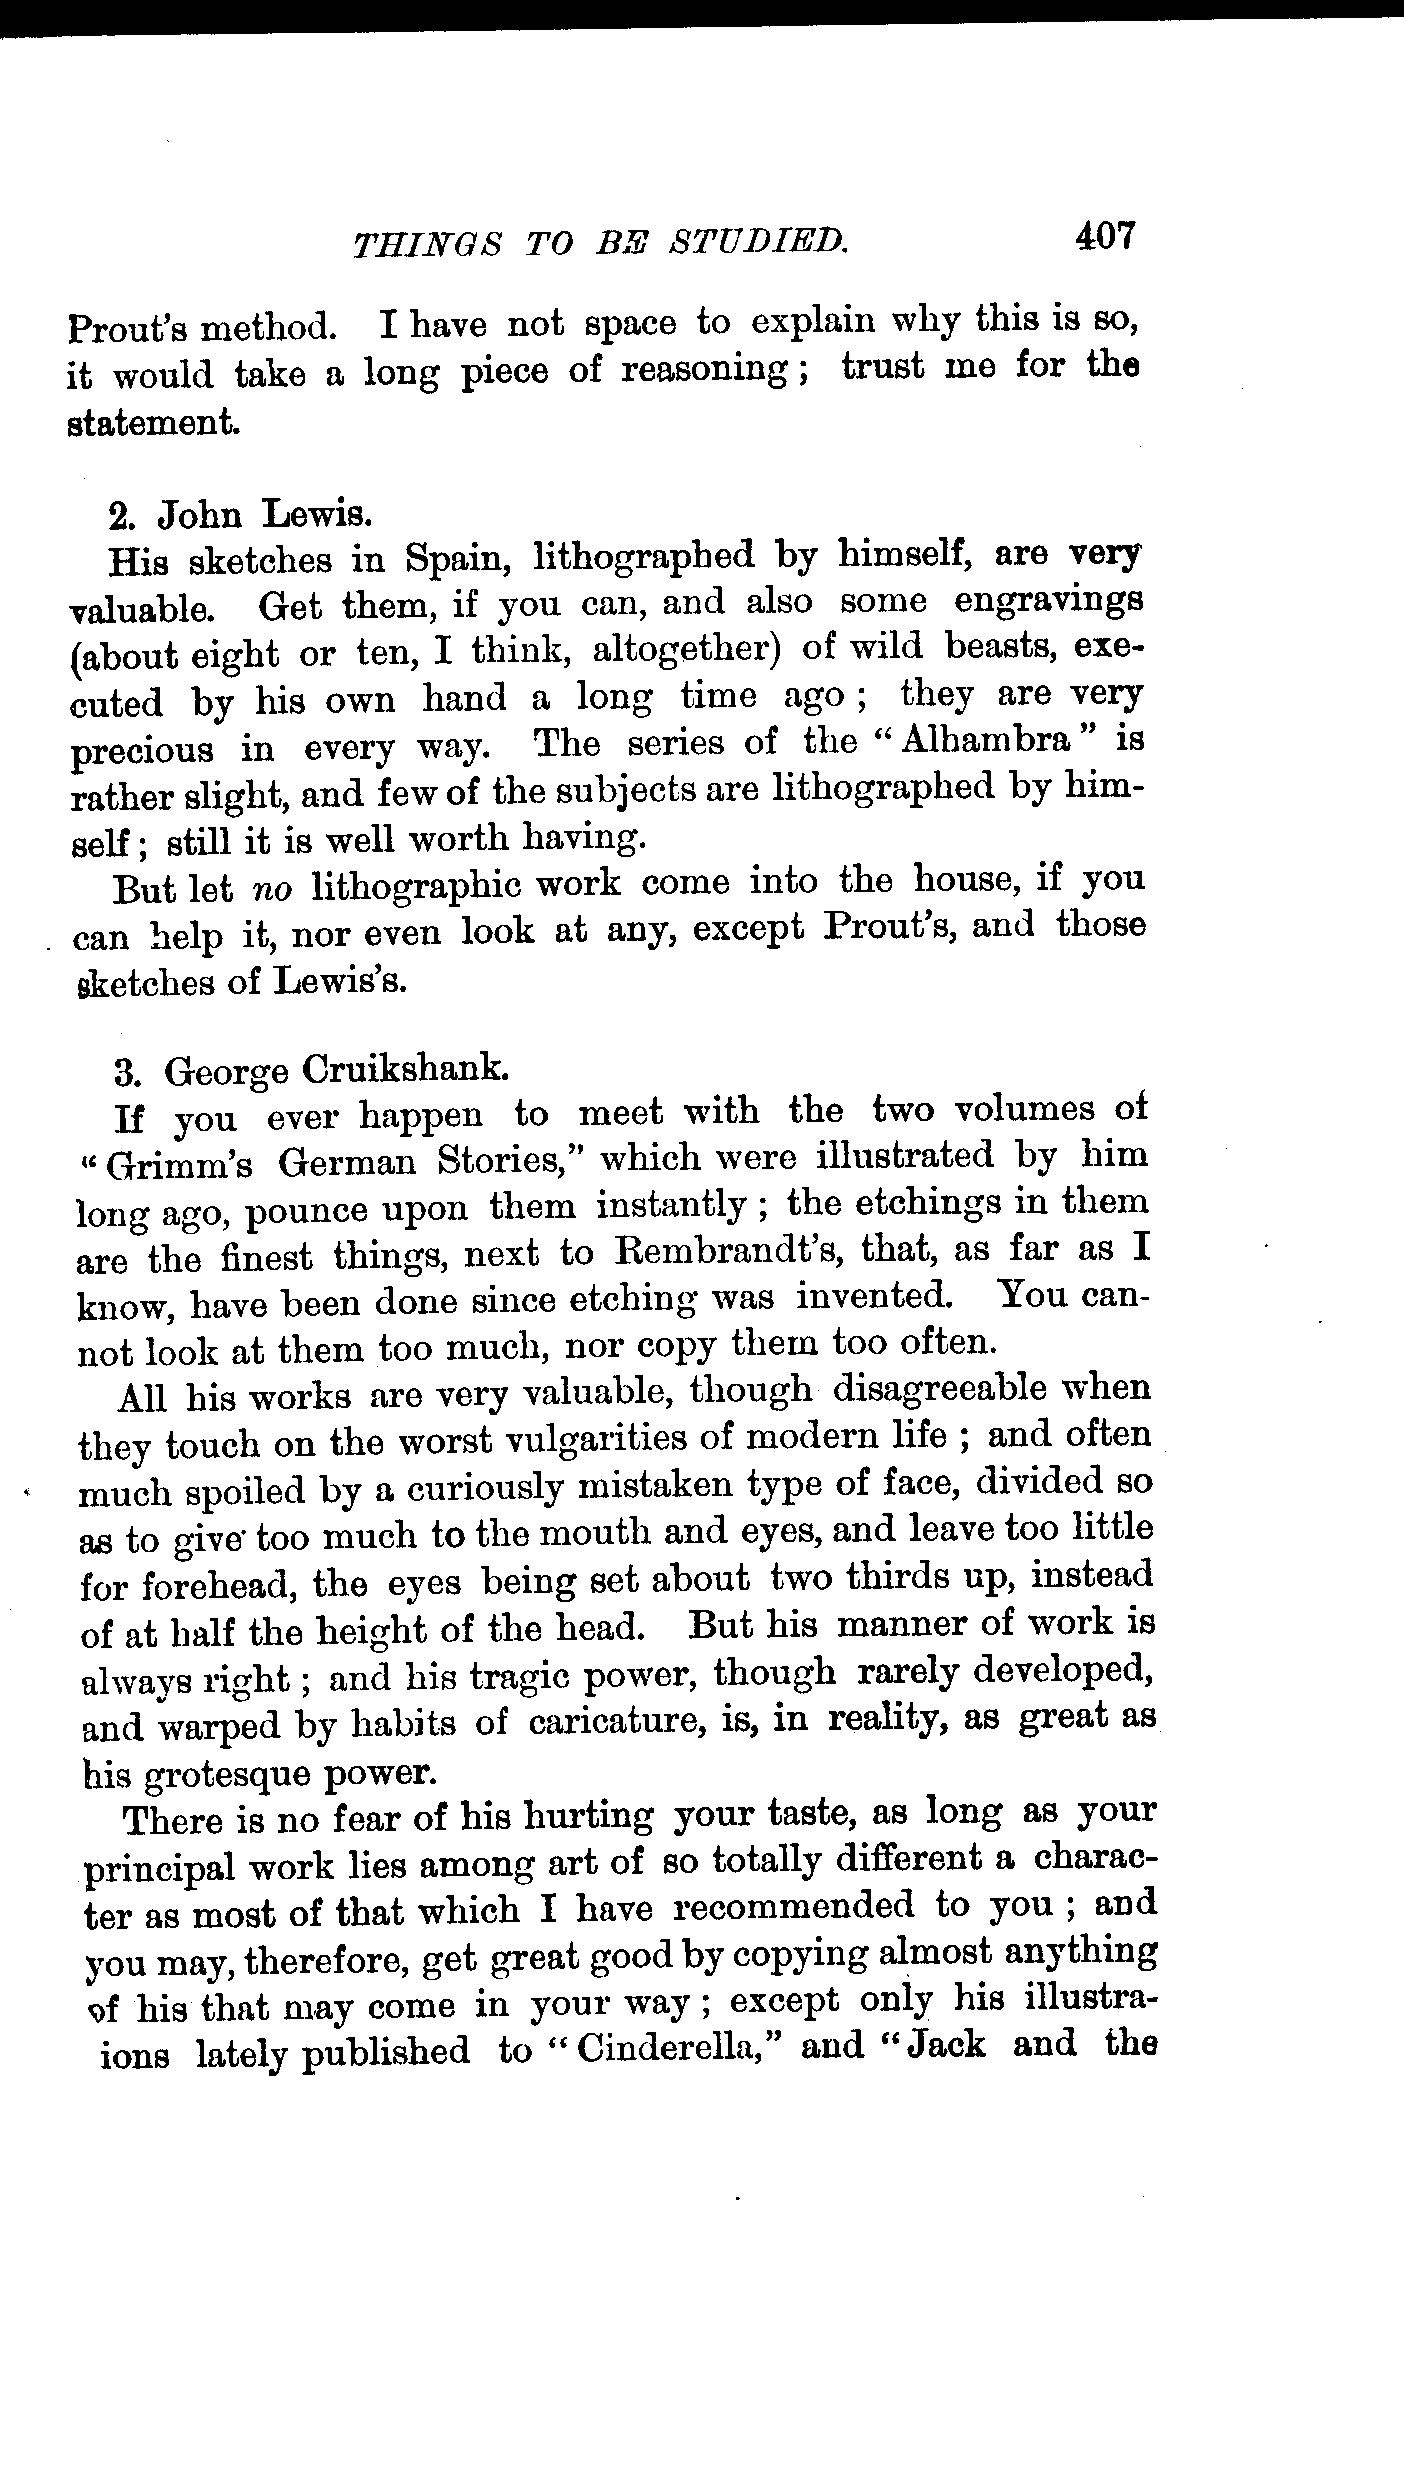 THINGS TO BE STUDIED. 407
Prout's method. I have not space to explain why this is so,
it would take a long piece of reasoning; trust me for the
statement.
2. John Lewis.
His sketches in Spain, lithographed by himself, are very
valuable. Get them, if you can, and also some engravings
(about eight or ten, I think, altogether) of wild beasts, exe-
cuted by his own hand a long time ago; they are very
precious in every way. The series of the "Alhambra" is
rather slight, and few of the subjects are lithographed by him-
self; still it is well worth having.
But let no lithographic work come into the house, if you
can help it, nor even look at any, except Prout's, and those
sketches of Lewis's.
3. George Cruikshank.
If you ever happen to meet with the two volumes of
"Grimm's German Stories," which were illustrated by him
long ago, pounce upon them instantly; the etchings in them
are the finest things, next to Rembrandt's, that, as far as I
know, have been done since etching was invented. You can-
not look at them too much, nor copy them too often.
All his works are very valuable, though disagreeable when
they touch on the worst vulgarities of modern life; and often
much spoiled by a curiously mistaken type of face, divided so
as to give too much to the mouth and eyes, and leave too little
for forehead, the eyes being set about two thirds up, instead
of at half the height of the head. But his manner of work is
always right; and his tragic power, though rarely developed,
and warped by habits of caricature, is, in reality, as great as
his grotesque power.
There is no fear of his hurting your taste, as long as your
principal work lies among art of so totally different a charac-
ter as most of that which I have recommended to you; and
you may, therefore, get great good by copying almost anything
of his that may come in your way; except only his illustra-
ions lately published to "Cinderella," and "Jack and the